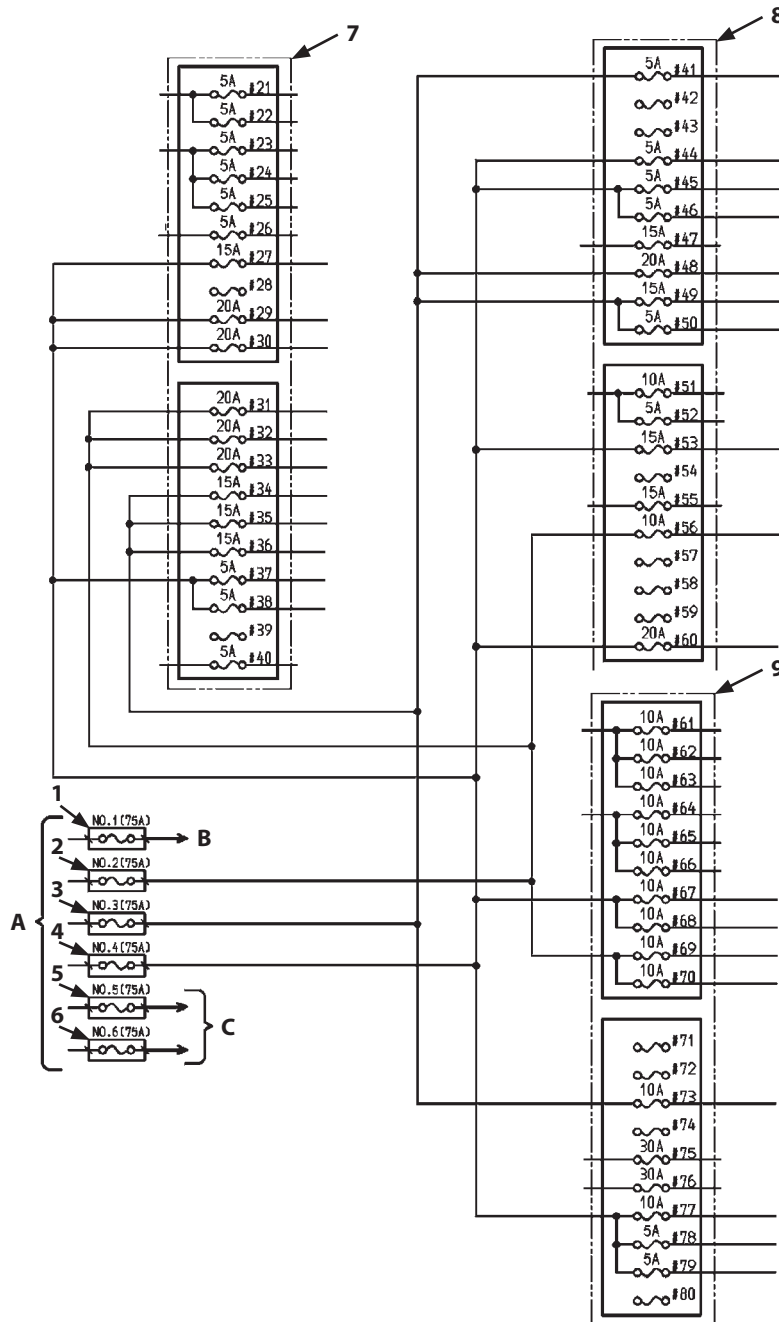 7
5A #21
5A #22
5A #23
5A #24
5A #25
5A #26
15A #27
#28
20A #29
20A #30
20A #31
20A #32
20A #33
15A #34
15A #35
15A #36
5A #37
5A #38
#39
5A #40
8
5A #41
#42
#43
5A #44
5A #45
5A #46
15A #47
20A #48
15A #49
5A #50
10A #51
5A #52
15A #53
#54
15A #55
10A #56
#57
#58
#59
20A #60
9
10A #61
10A #62
10A #63
10A #64
10A #65
10A #66
10A #67
10A #68
10A #69
10A #70
#71
#72
10A #73
#74
30A #75
30A #76
10A #77
5A #78
5A #79
#80
A
1
NO.1(75A)
B
2
NO.2(75A)
3
NO.3(75A)
4
NO.4(75A)
5
NO.5(75A)
6
NO.6(75A)
C